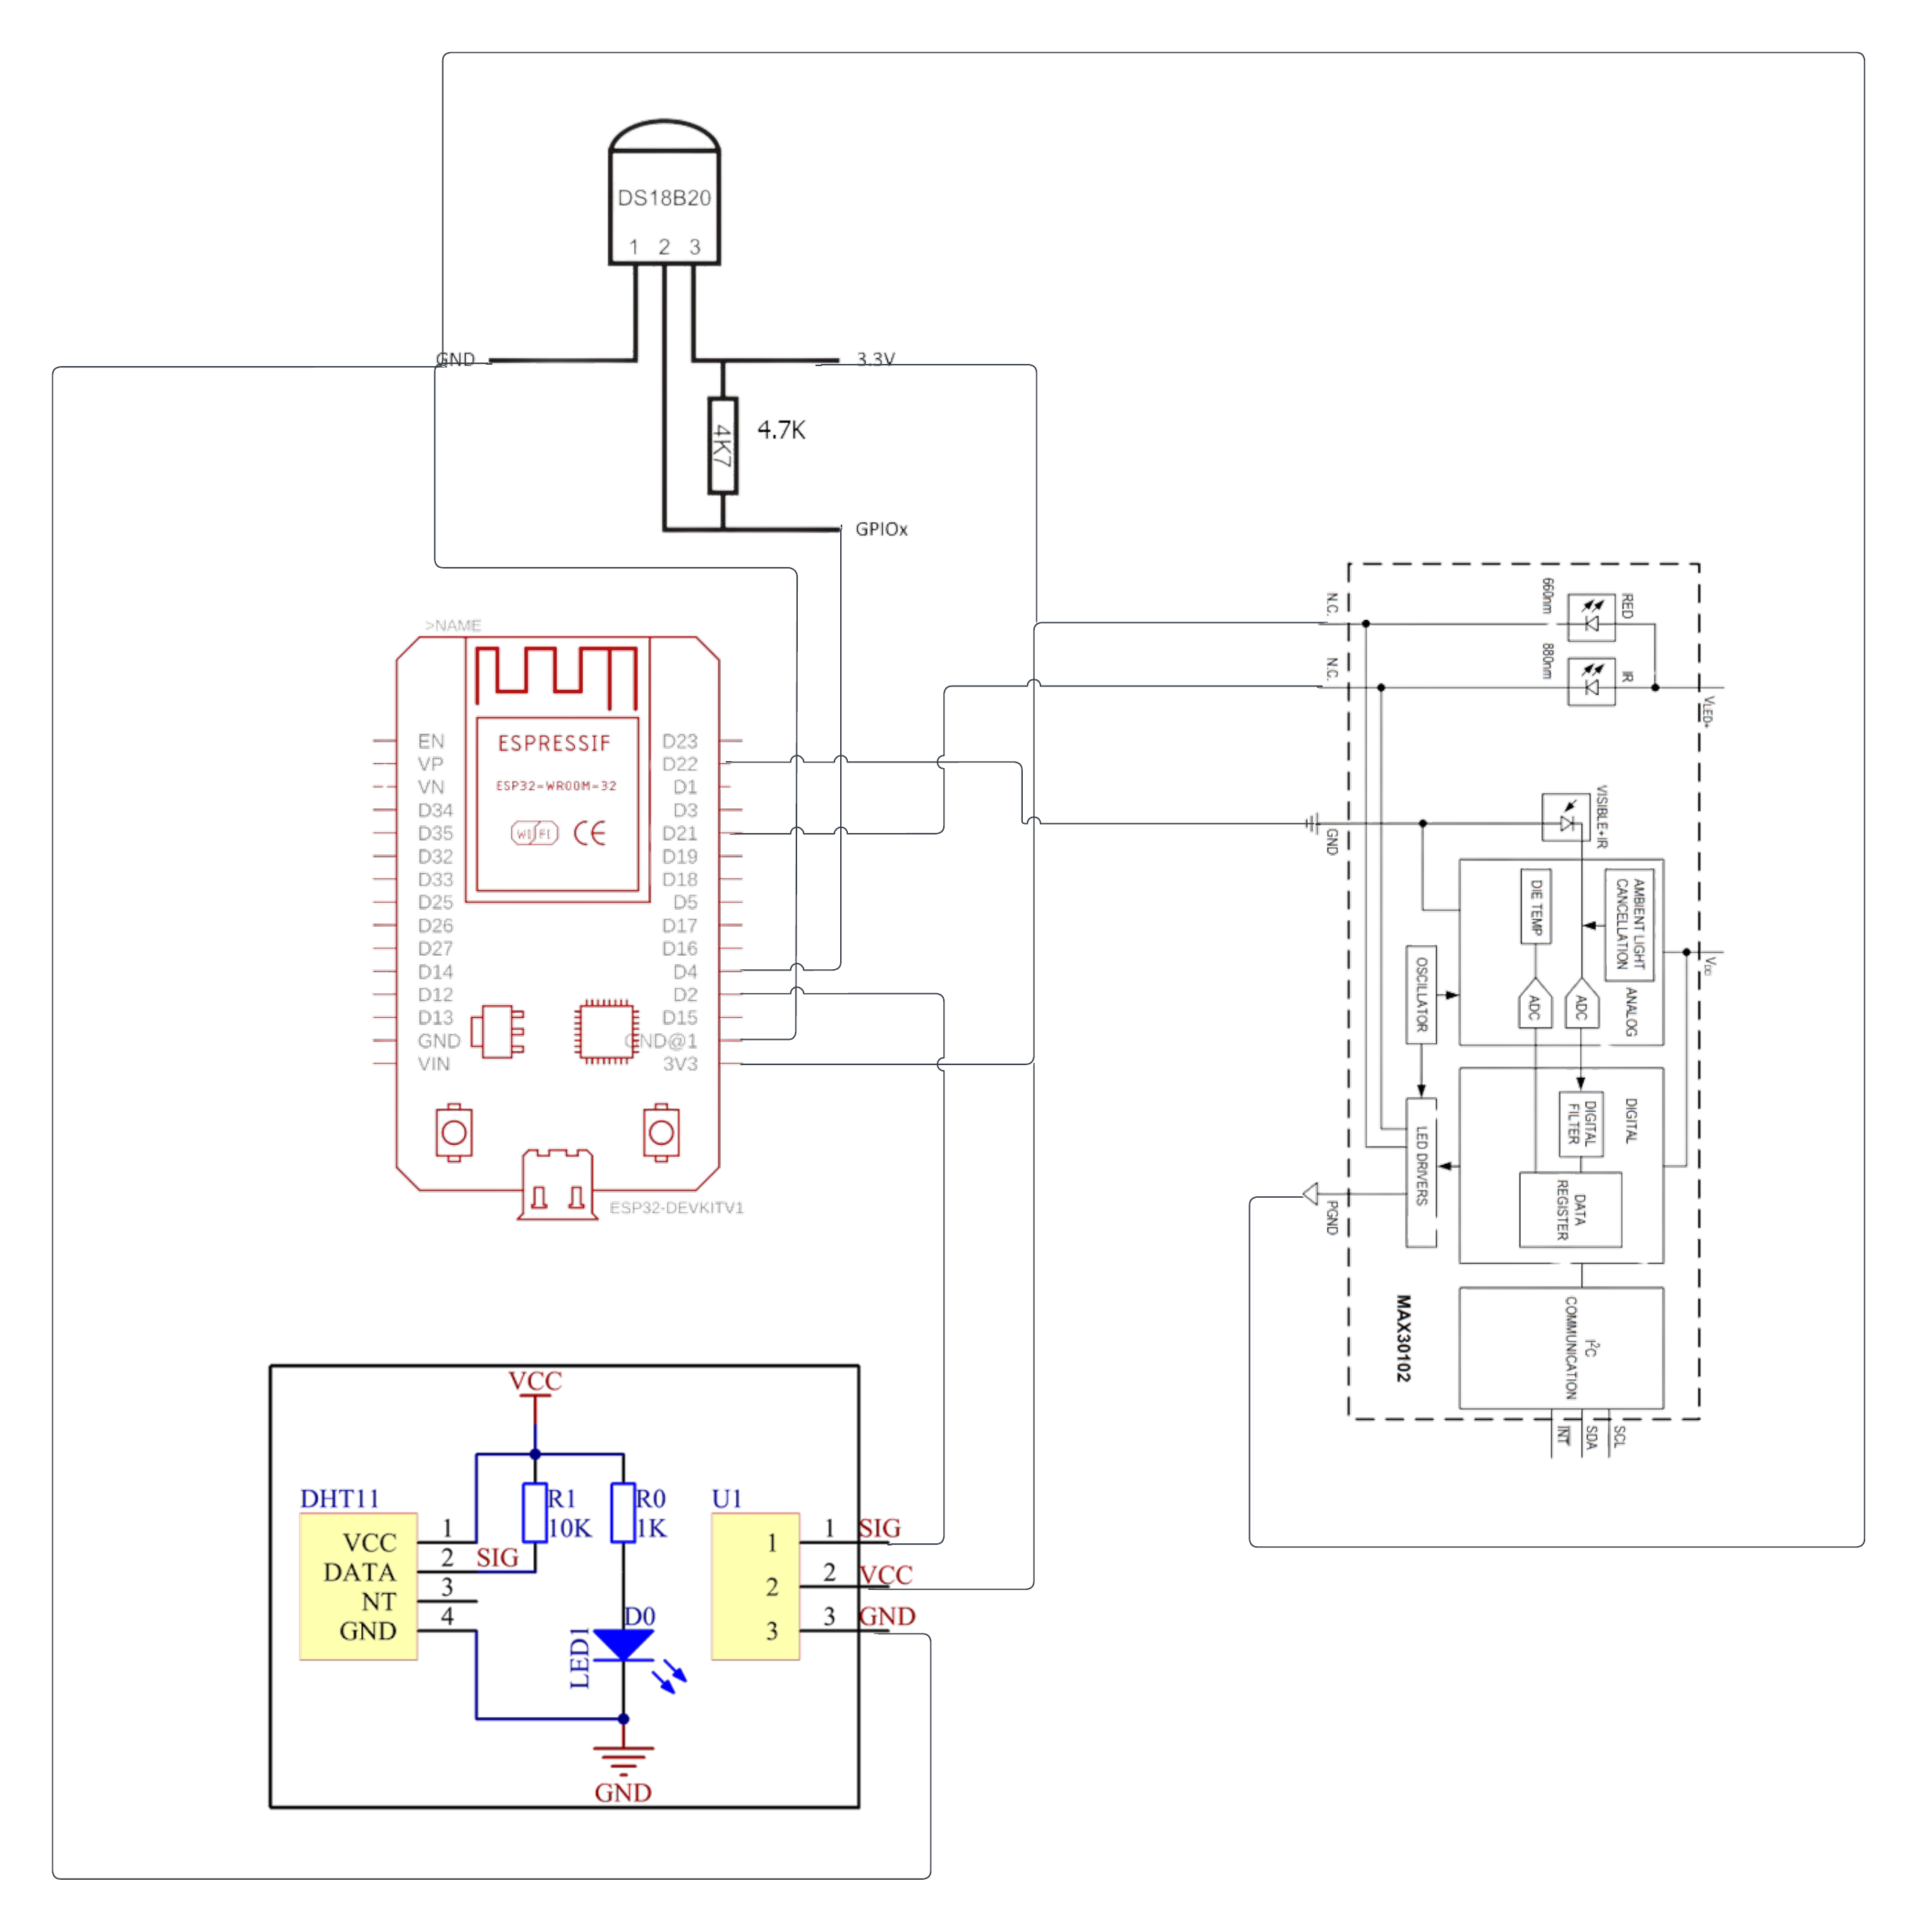 DS18B20
1 2 3
GND
3.3V
4K7
4.7K
GPIOx
>NAME
ESPRESSIF
ESP32-WROOM-32
WIFI CE
EN
VP
VN
D34
D35
D32
D33
D25
D26
D27
D14
D12
D13
GND
VIN
D23
D22
D1
D3
D21
D19
D18
D5
D17
D16
D4
D2
D15
GND@1
3V3
ESP32-DEVKITV1
N.C.
N.C.
660nm
880nm
RED
IR
VLED+
GND
VISIBLE+IR
DIE TEMP
AMBIENT LIGHT
CANCELLATION
VDD
OSCILLATOR
ADC
ADC
ANALOG
DIGITAL
DIGITAL
FILTER
LED DRIVERS
DATA
REGISTER
PGND
MAX30102
I2C
COMMUNICATION
INT
SDA
SCL
VCC
DHT11
VCC
DATA
NT
GND
1
2
3
4
SIG
R1
10K
R0
1K
D0
LED1
GND
U1
1
2
3
1
2
3
SIG
VCC
GND